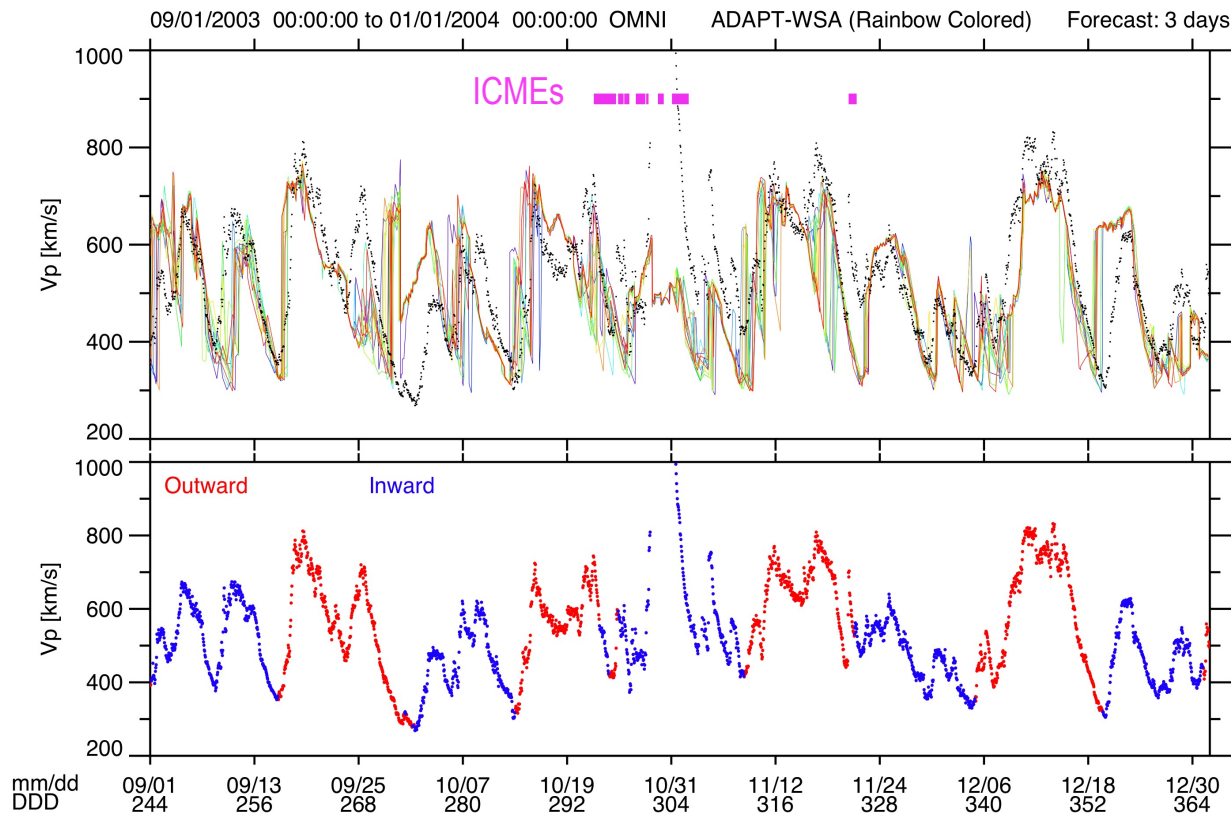 09/01/2003 00:00:00 to 01/01/2004 00:00:00 OMNI ADAPT-WSA (Rainbow Colored) Forecast: 3 days
1000
ICMEs
800
600
Vp [km/s]
400
200
1000
Outward Inward
800
600
Vp [km/s]
400
200
mm/dd 09/01 09/13 09/25 10/07 10/19 10/31 11/12 11/24 12/06 12/18 12/30
DDD 244 256 268 280 292 304 316 328 340 352 364